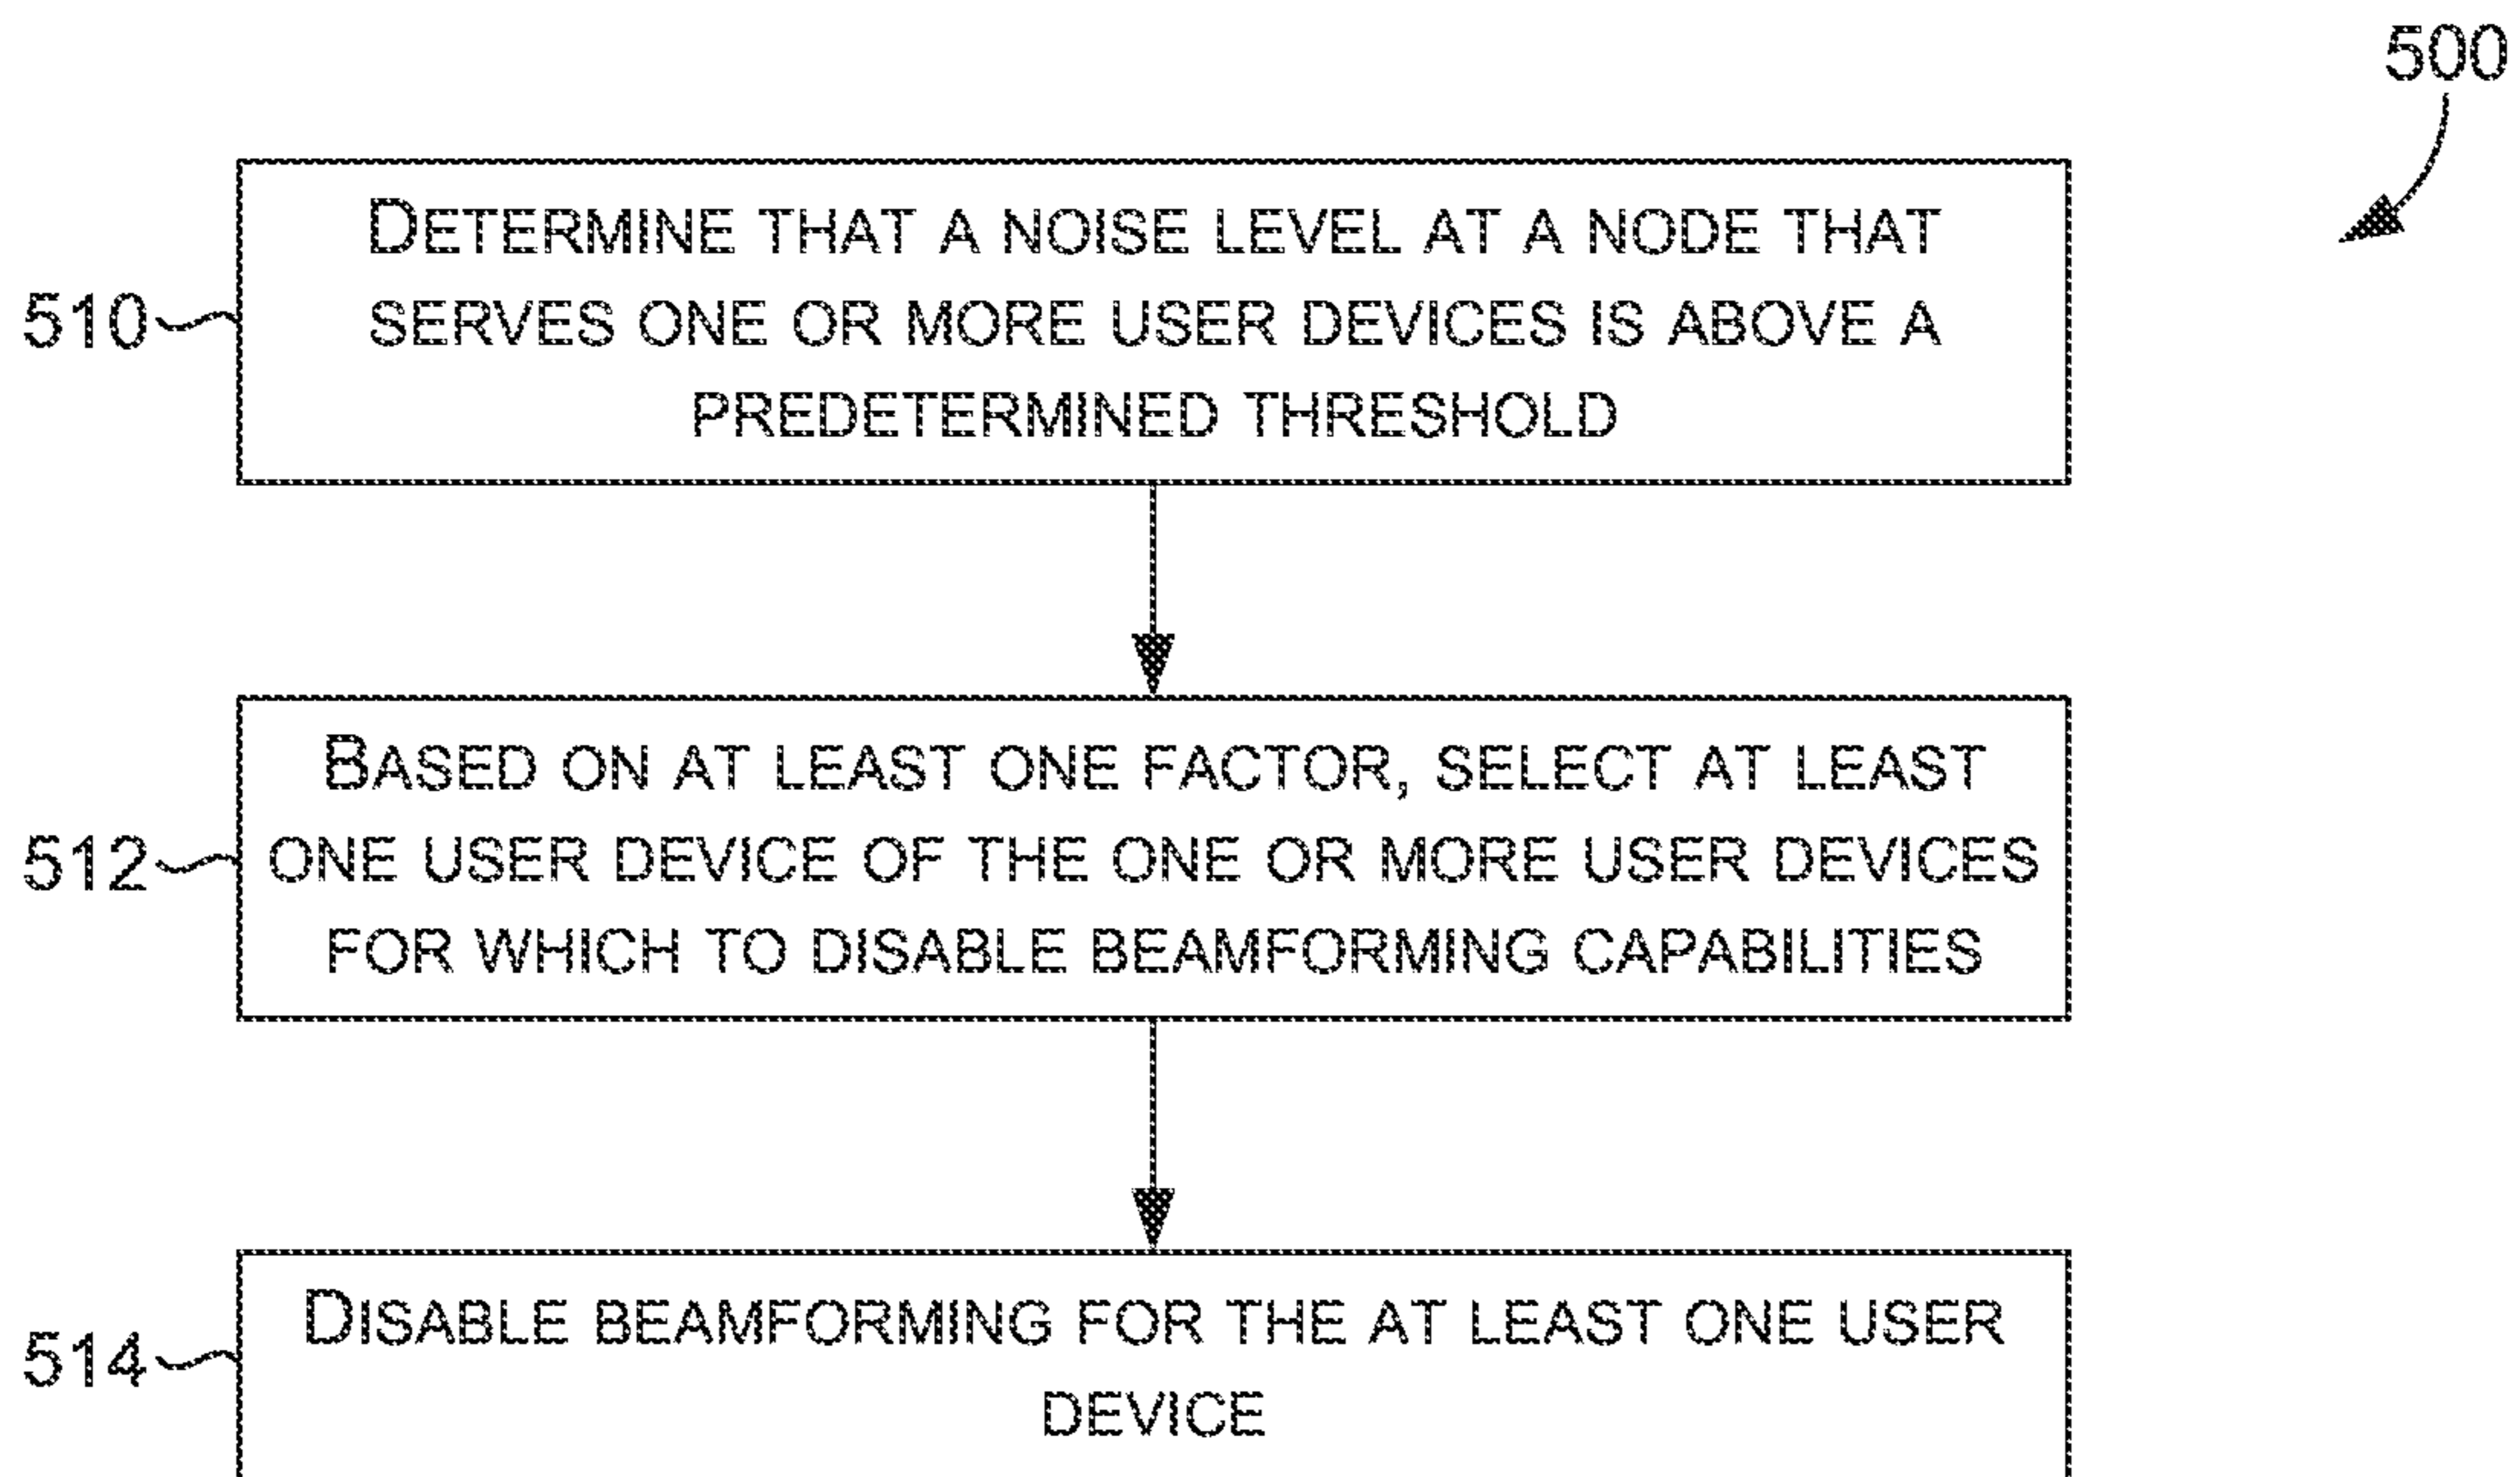 500
DETERMINE THAT A NOISE LEVEL AT A NODE THAT
SERVES ONE OR MORE USER DEVICES IS ABOVE A
PREDETERMINED THRESHOLD
510
BASED ON AT LEAST ONE FACTOR, SELECT AT LEAST
ONE USER DEVICE OF THE ONE OR MORE USER DEVICES
FOR WHICH TO DISABLE BEAMFORMING CAPABILITIES
512
DISABLE BEAMFORMING FOR THE AT LEAST ONE USER
DEVICE
514